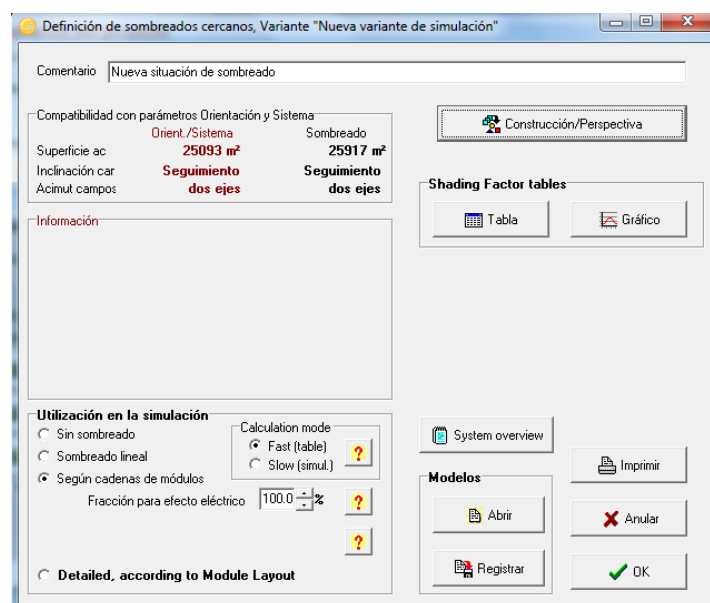 Definición de sombreados cercanos, Variante "Nueva variante de simulación"
Comentario Nueva situación de sombreado
Compatibilidad con parámetros Orientación y Sistema
Orient./Sistema Sombreado
Superficie ac 25093 m² 25917 m²
Inclinación car Seguimiento Seguimiento
Acimut campos dos ejes dos ejes
Construcción/Perspectiva
Shading Factor tables
Tabla Gráfico
Información
Utilización en la simulación
Sin sombreado
Sombreado lineal
Según cadenas de módulos
Calculation mode
Fast (table)
Slow (simul.)
?
Fracción para efecto eléctrico 100.0 % ?
?
Detailed, according to Module Layout
System overview
Modelos
Abrir
Registrar
Imprimir
Anular
OK